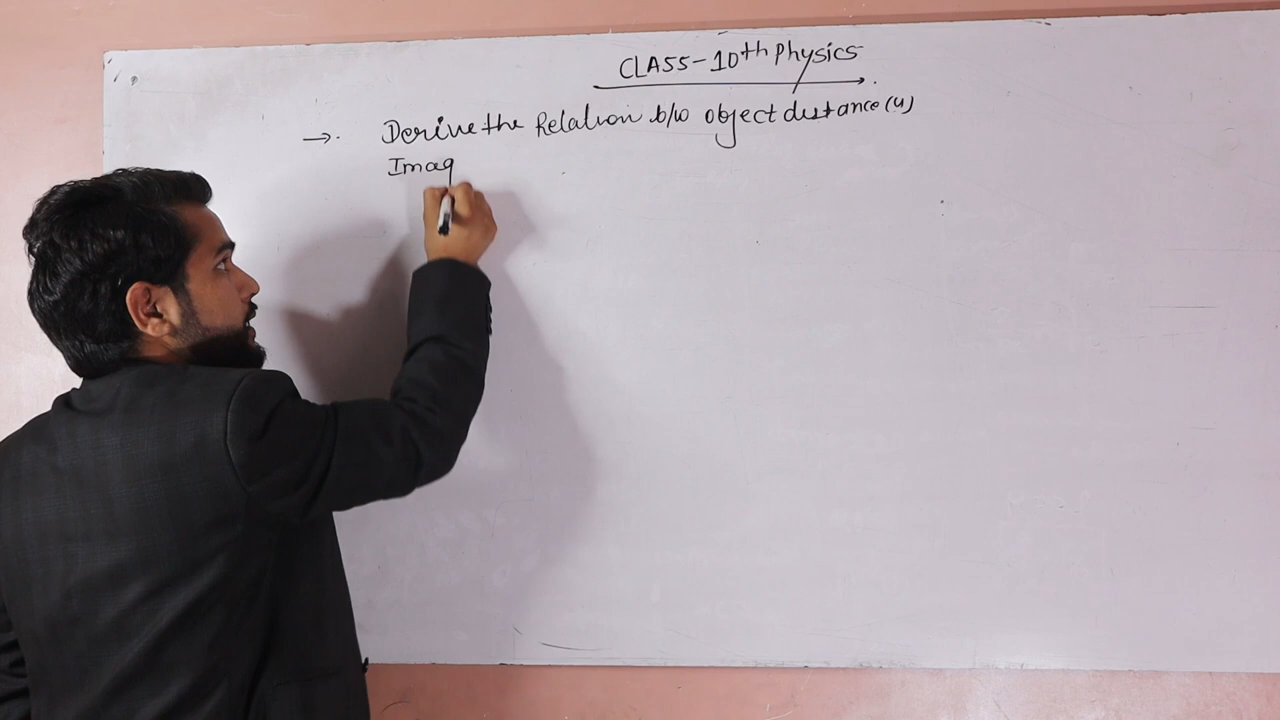 CLASS-10th Physics
→. Derive the Relation b/w object distance (u)
Imag